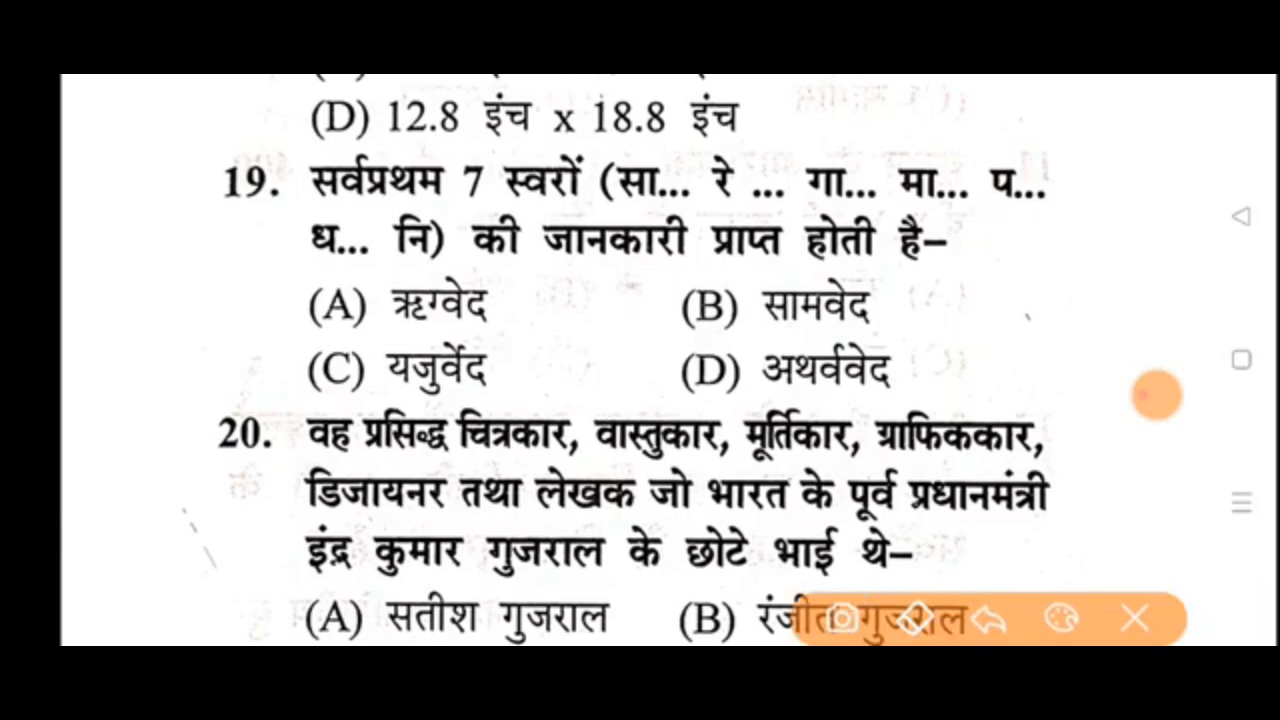 (D) 12.8 इंच x 18.8 इंच
19. सर्वप्रथम 7 स्वरों (सा... रे ... गा... मा... प...
ध... नि) की जानकारी प्राप्त होती है–
(A) ऋग्वेद (B) सामवेद
(C) यजुर्वेद (D) अथर्ववेद
20. वह प्रसिद्ध चित्रकार, वास्तुकार, मूर्तिकार, ग्राफिककार,
डिजायनर तथा लेखक जो भारत के पूर्व प्रधानमंत्री
इंद्र कुमार गुजराल के छोटे भाई थे–
(A) सतीश गुजराल (B) रंजीत गुजराल